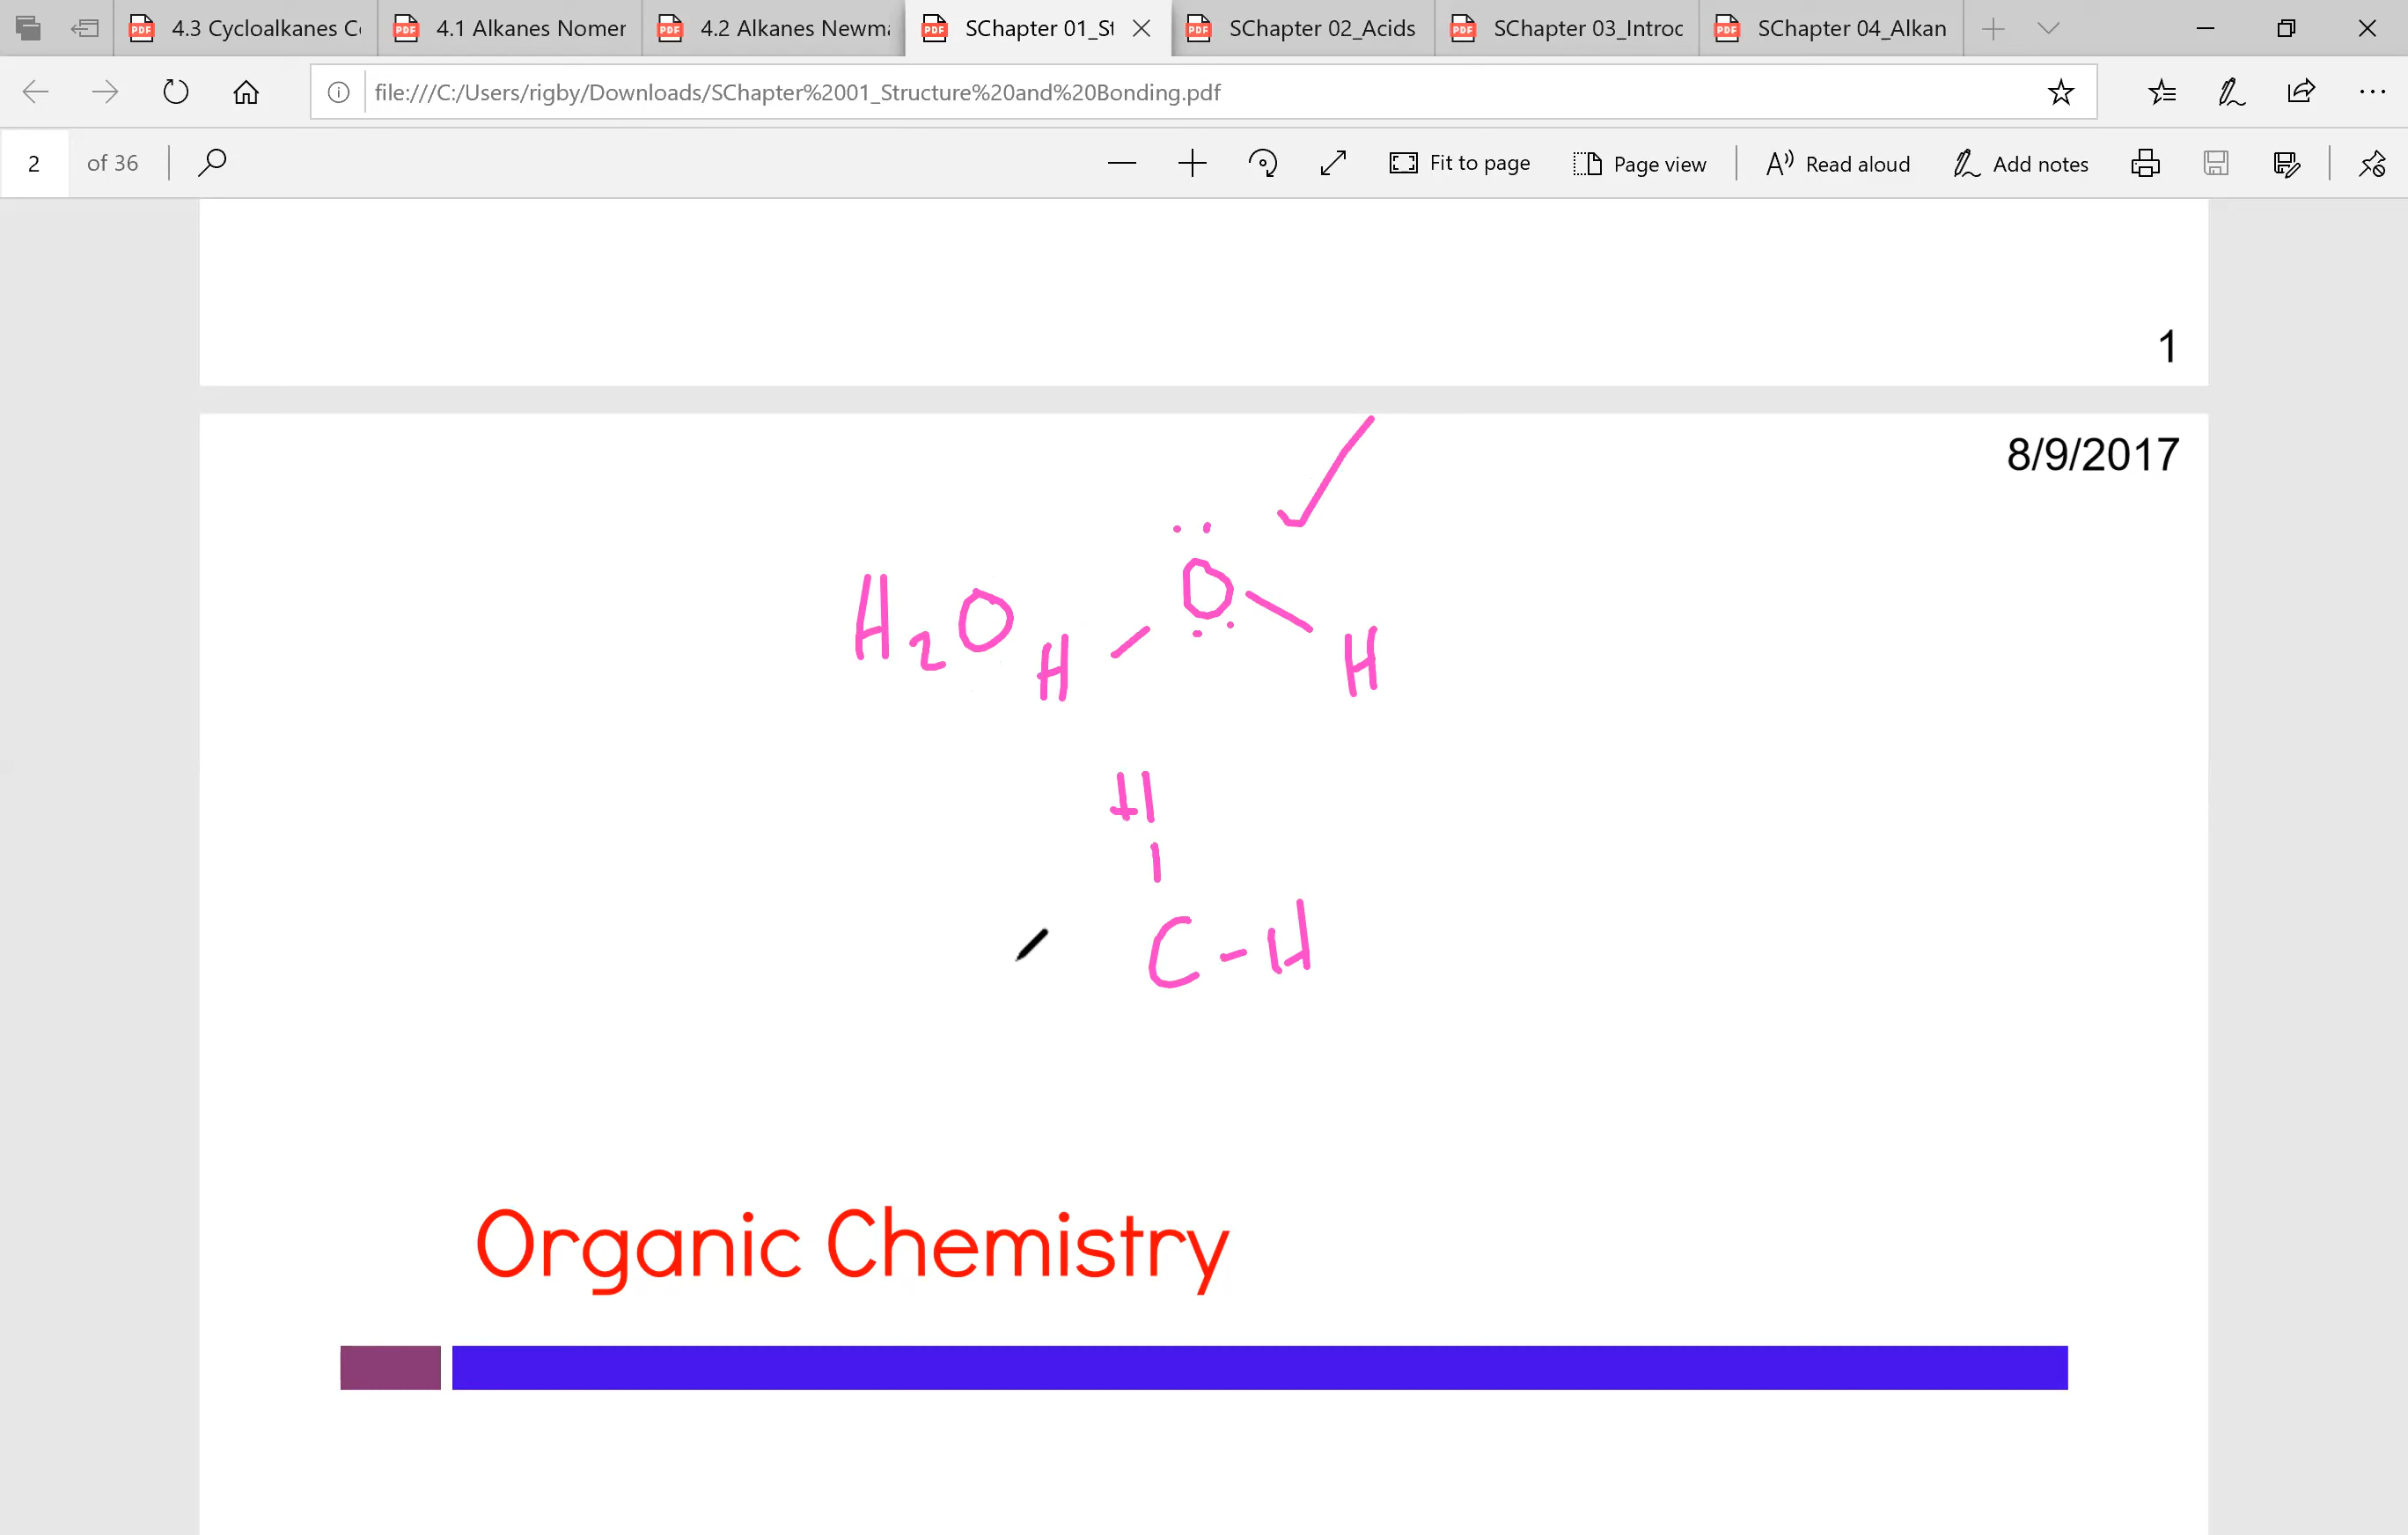 4.3 Cycloalkanes C 4.1 Alkanes Nomer 4.2 Alkanes Newm SChapter 01_St SChapter 02_Acids SChapter 03_Introc SChapter 04_Alkan
file:///C:/Users/rigby/Downloads/SChapter%2001_Structure%20and%20Bonding.pdf
2 of 36 Fit to page Page view Read aloud Add notes
1
8/9/2017
H₂O H – O – H
H
C - H
Organic Chemistry